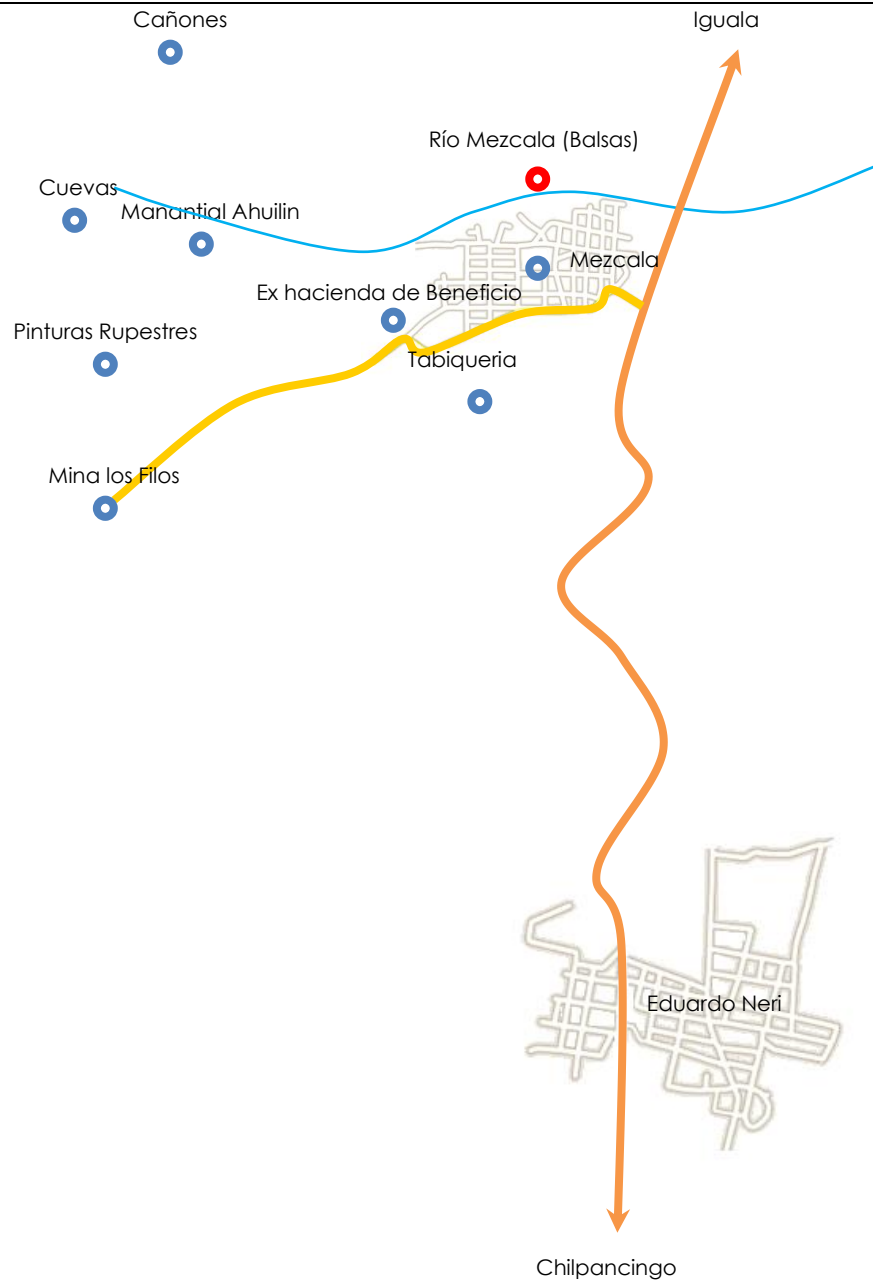 Cañones
Iguala
Río Mezcala (Balsas)
Cuevas
Manantial Ahuilin
Mezcala
Ex hacienda de Beneficio
Pinturas Rupestres
Tabiqueria
Mina los Filos
Eduardo Neri
Chilpancingo